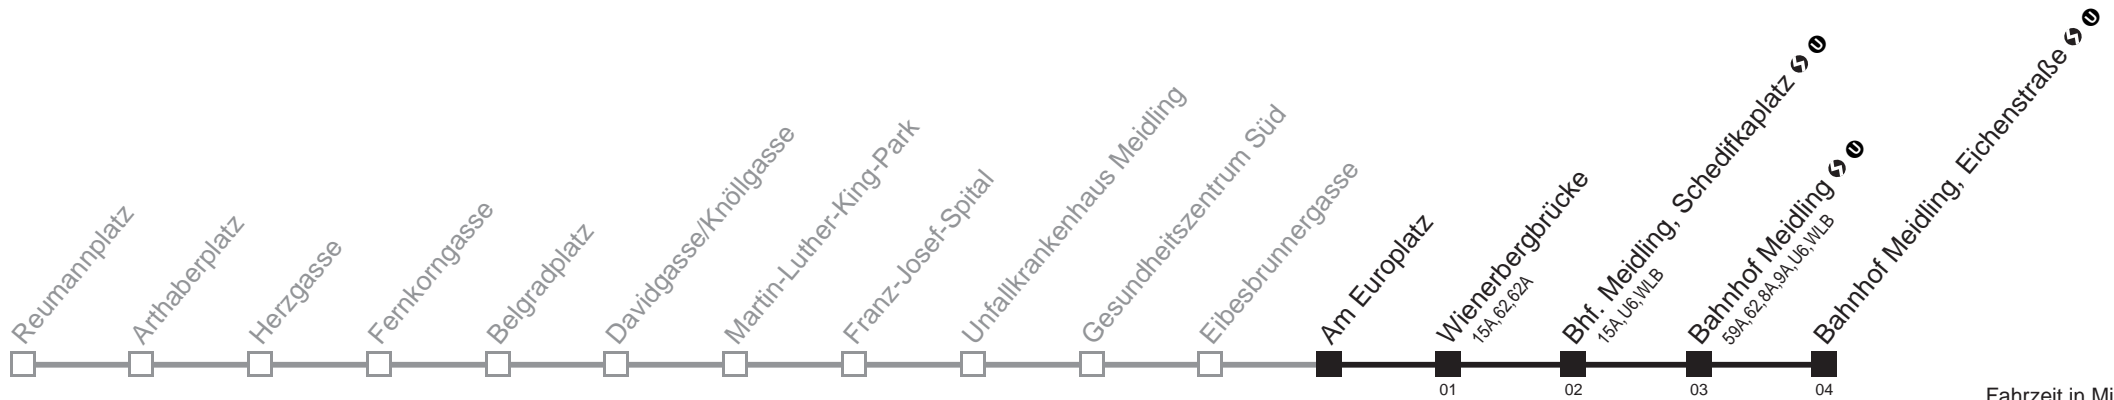 Reumannplatz
Arthaberplatz
Herzgasse
Fernkorngasse
Belgradplatz
Davidgasse/Knöllgasse
Martin-Luther-King-Park
Franz-Josef-Spital
Unfallkrankenhaus Meidling
Gesundheitszentrum Süd
Eibesbrunnergasse
Am Europlatz
Wienerbergbrücke
15A,62,62A
Bhf. Meidling, Schedifkaplatz S U
15A,U6,WLB
Bahnhof Meidling S U
59A,62,8A,9A,U6,WLB
Bahnhof Meidling, Eichenstraße S U
01
02
03
04
Fahrzeit in Mi